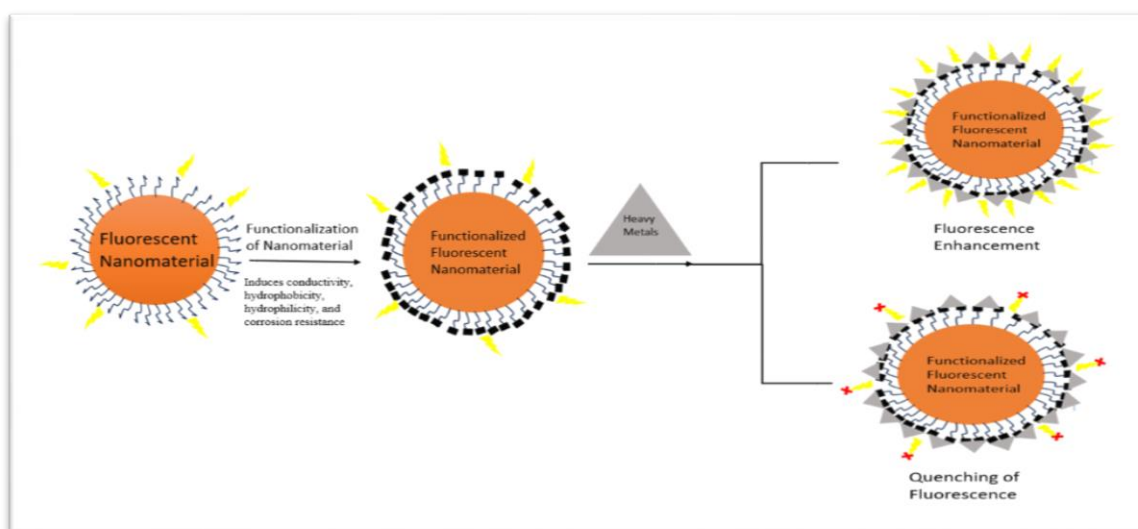 Fluorescent
Nanomaterial
Functionalization
of Nanomaterial
Induces conductivity,
hydrophobicity,
hydrophilicity, and
corrosion resistance
Functionalized
Fluorescent
Nanomaterial
Heavy
Metals
Functionalized
Fluorescent
Nanomaterial
Fluorescence
Enhancement
Functionalized
Fluorescent
Nanomaterial
Quenching of
Fluorescence